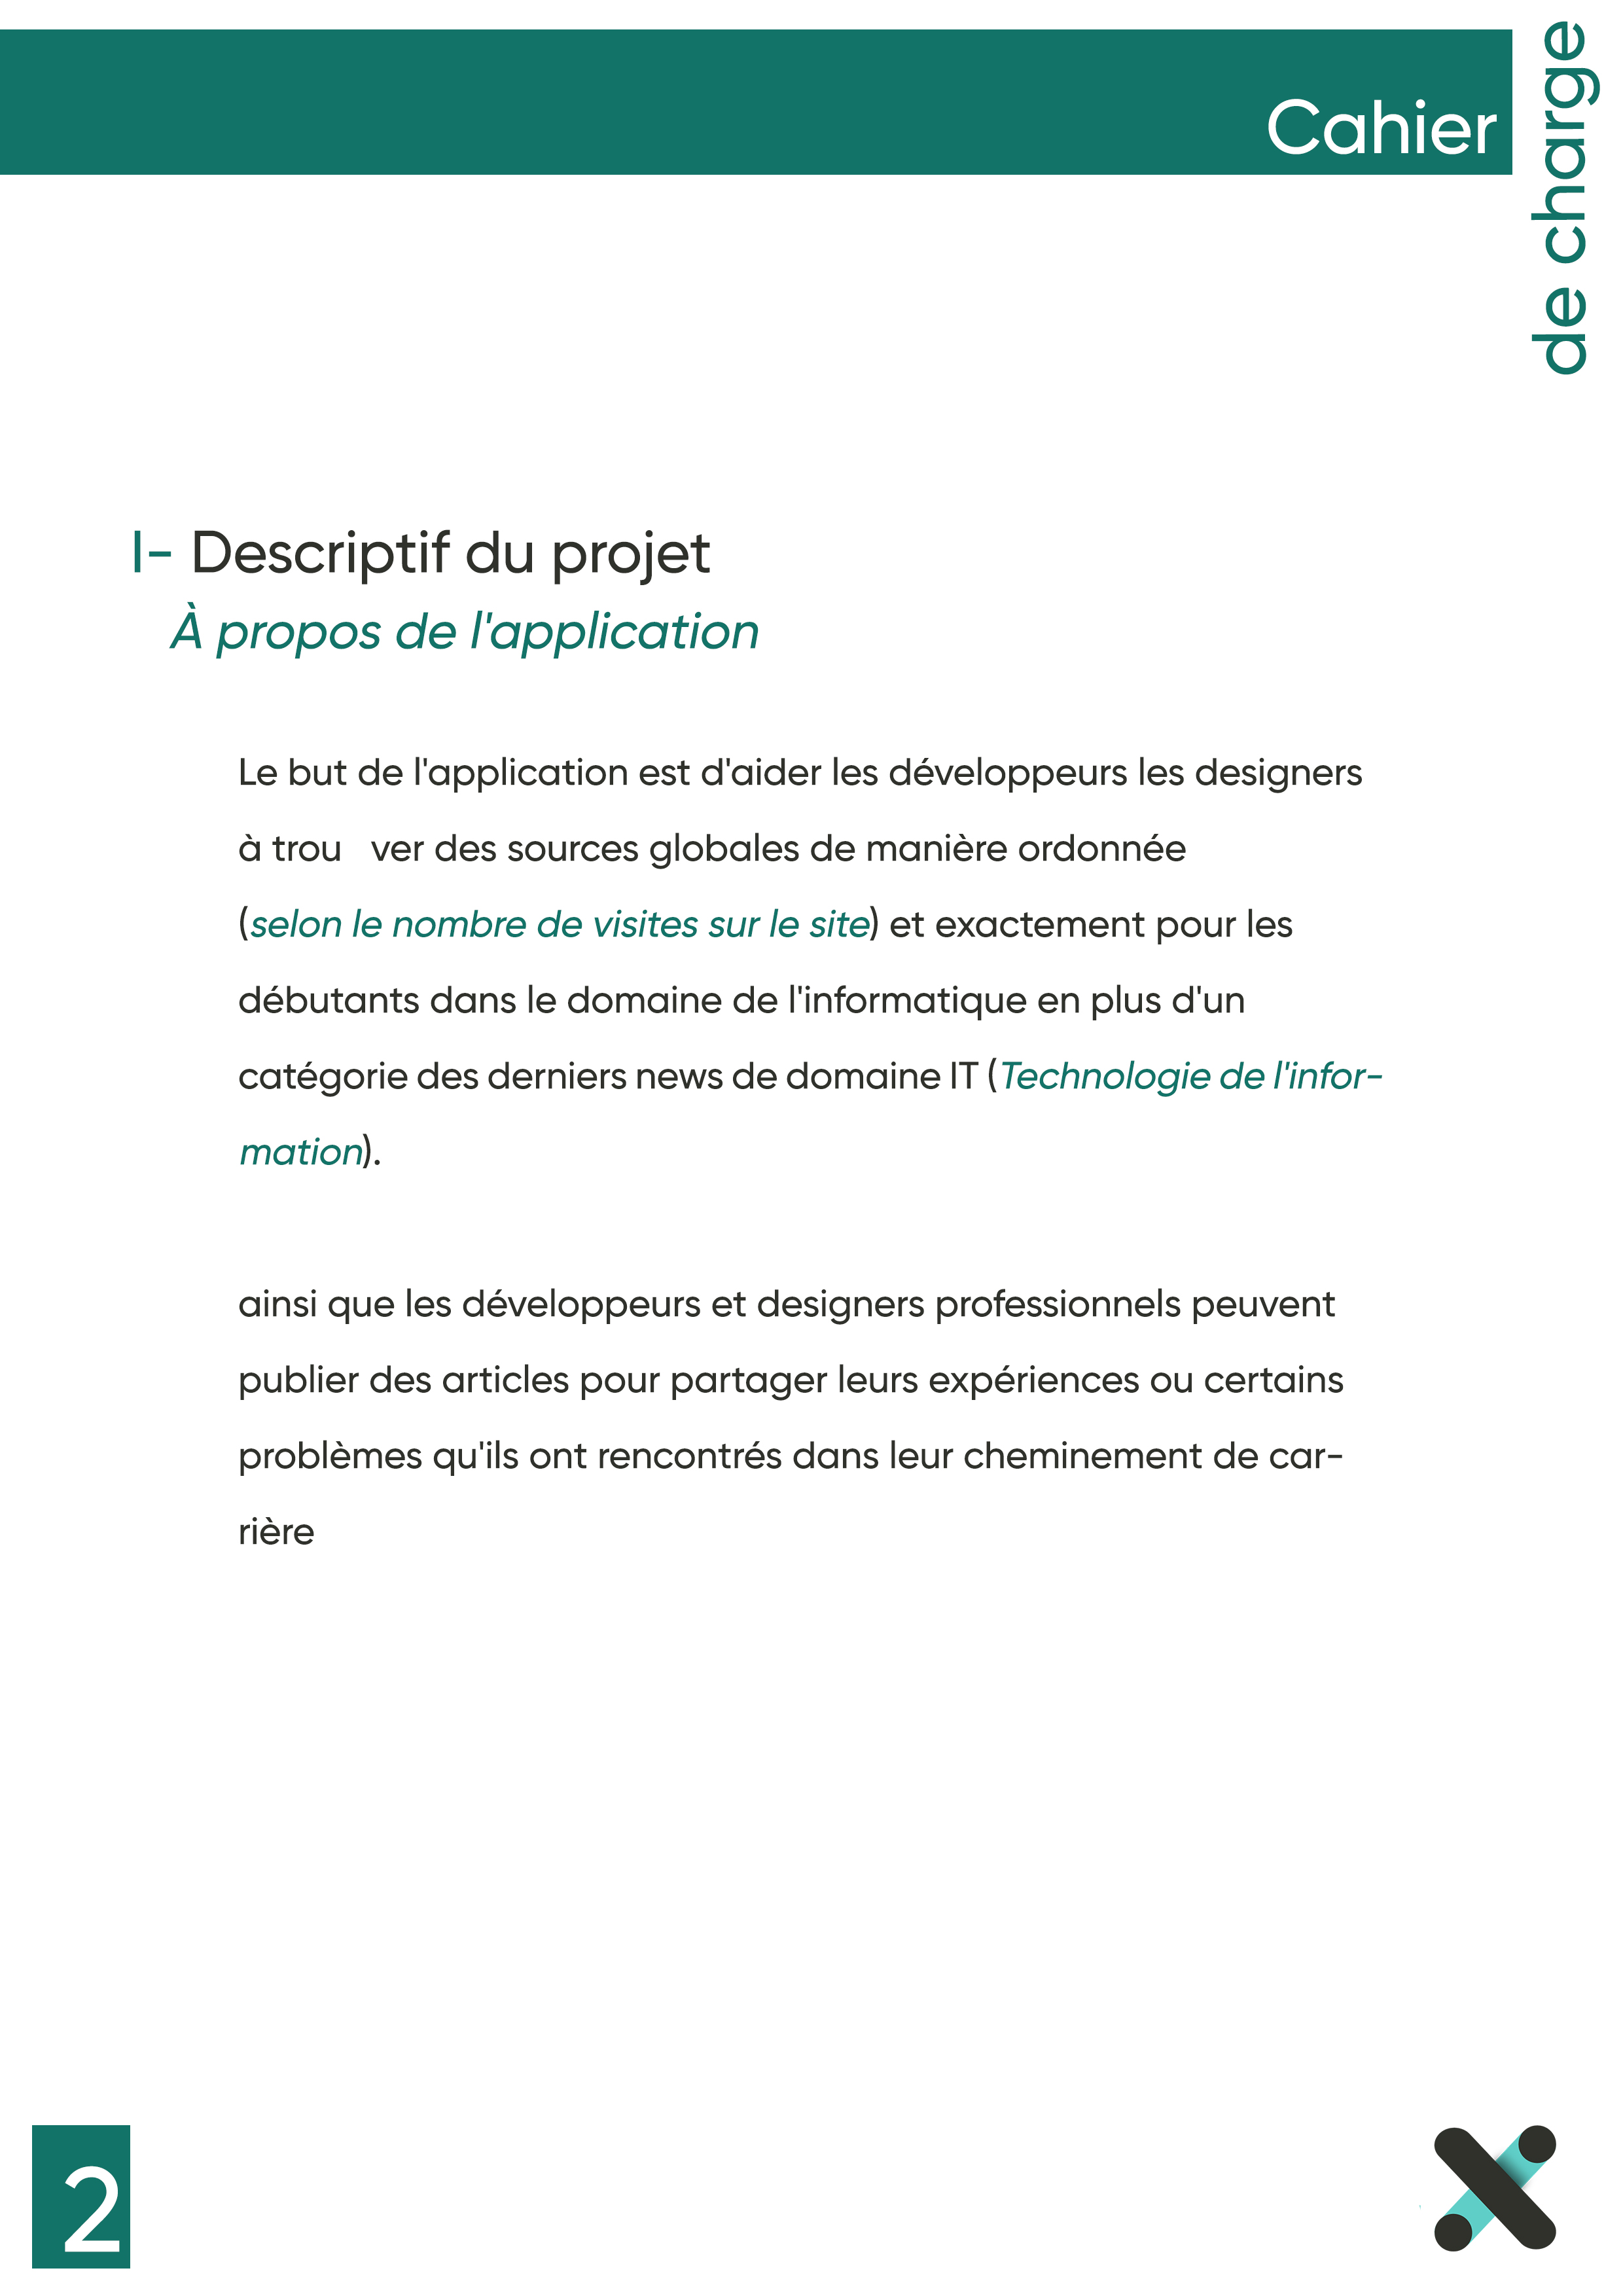 Cahier
de charge
I- Descriptif du projet
À propos de l'application
Le but de l'application est d'aider les développeurs les designers
à trou   ver des sources globales de manière ordonnée
(selon le nombre de visites sur le site) et exactement pour les
débutants dans le domaine de l'informatique en plus d'un
catégorie des derniers news de domaine IT (Technologie de l'infor-
mation).
ainsi que les développeurs et designers professionnels peuvent
publier des articles pour partager leurs expériences ou certains
problèmes qu'ils ont rencontrés dans leur cheminement de car-
rière
2